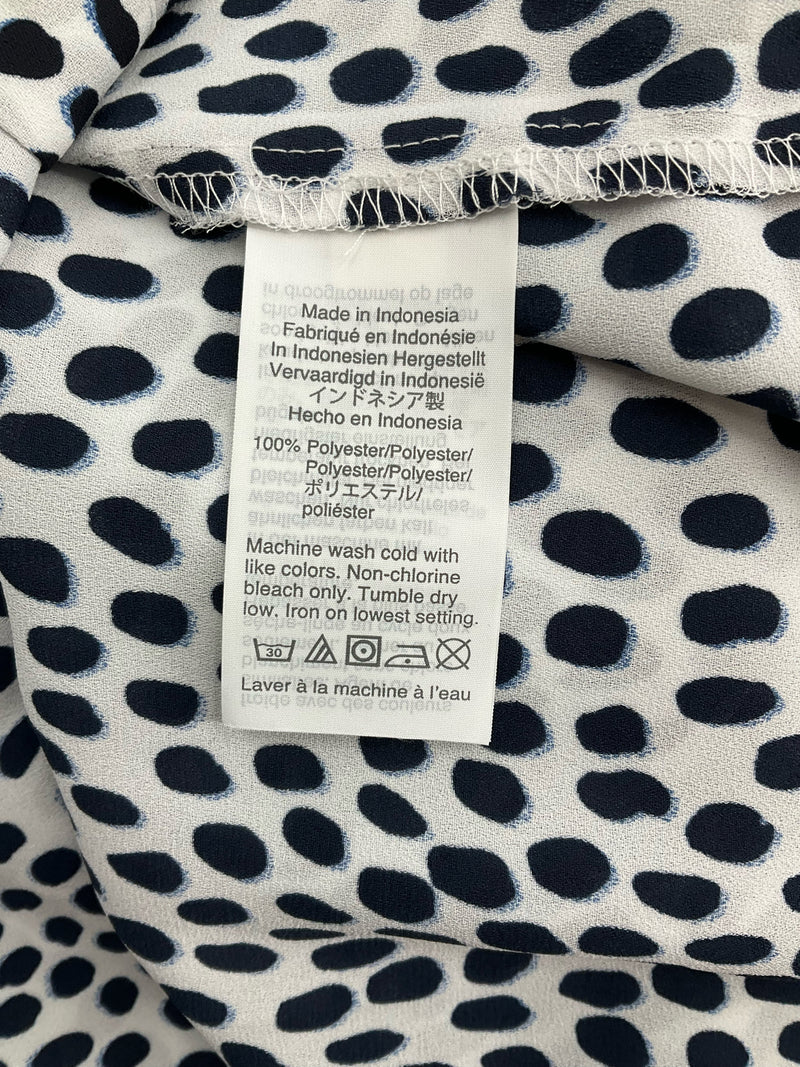 Made in Indonesia
Fabriqué en Indonésie
In Indonesien Hergestellt
Vervaardigd in Indonesië
インドネシア製
Hecho en Indonesia
100% Polyester/Polyester/
Polyester/Polyester/
ポリエステル/
poliéster
Machine wash cold with
like colors. Non-chlorine
bleach only. Tumble dry
low. Iron on lowest setting.
30
Laver à la machine à l'eau